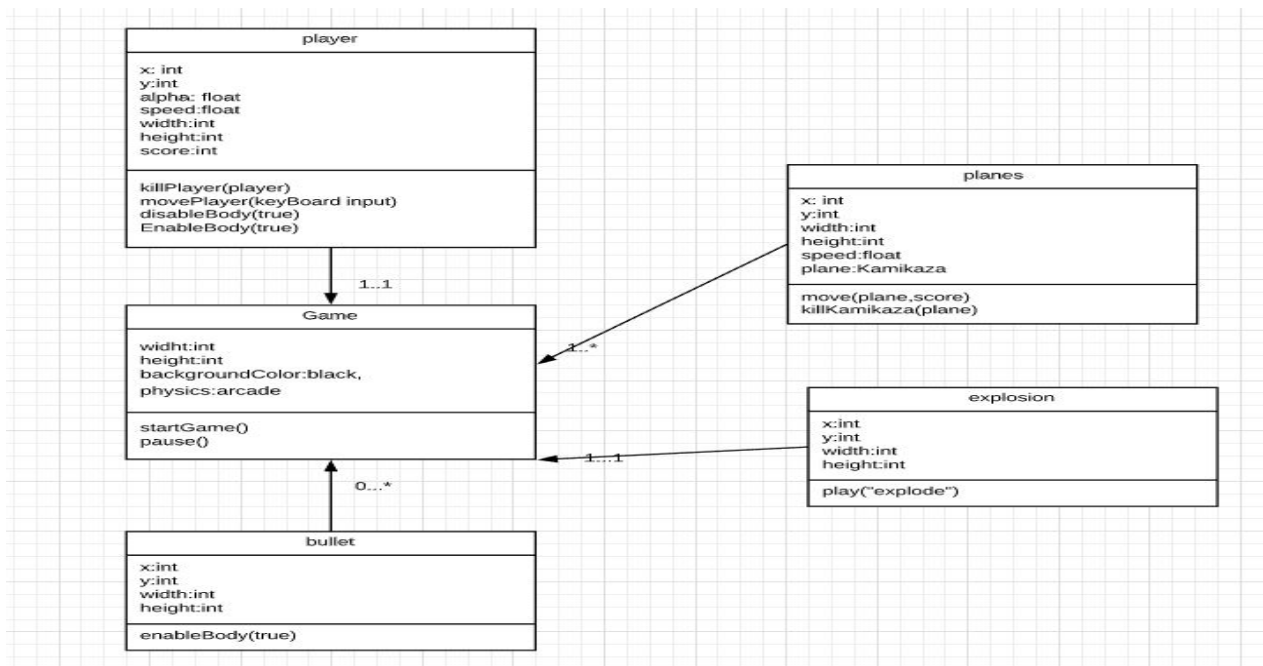 player
x: int
y:int
alpha: float
speed:float
width:int
height:int
score:int
killPlayer(player)
movePlayer(keyBoard input)
disableBody(true)
EnableBody(true)
1..1
Game
widht:int
height:int
backgroundColor:black,
physics:arcade
startGame()
pause()
0...*
bullet
x:int
y:int
width:int
height:int
enableBody(true)
planes
x: int
y:int
width:int
height:int
speed:float
plane:Kamikaza
move(plane,score)
killKamikaza(plane)
1..*
explosion
x:int
y:int
width:int
height:int
play("explode")
1...1